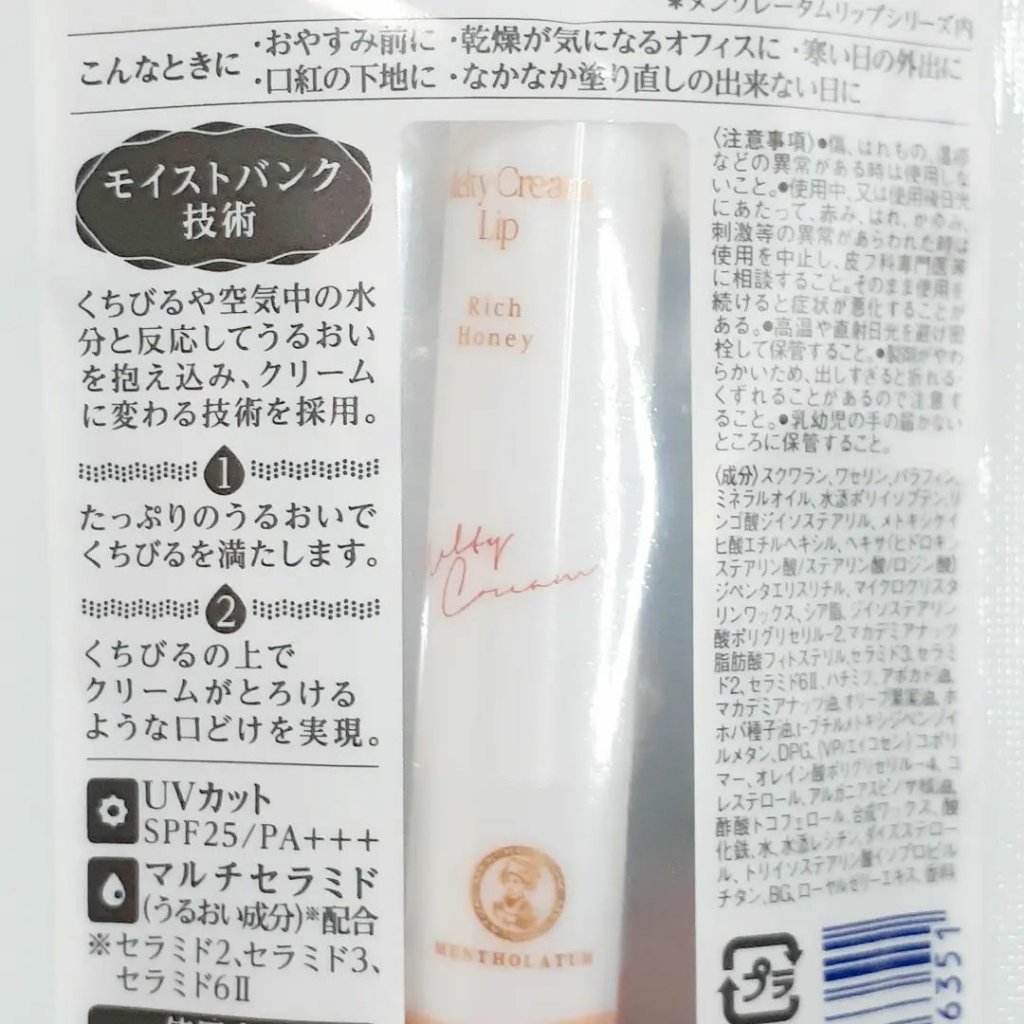 *メンソレータムリップシリーズ内
こんなときに
・おやすみ前に ・乾燥が気になるオフィスに ・寒い日の外出に
・口紅の下地に ・なかなか塗り直しの出来ない日に
モイストバンク
技術
くちびるや空気中の水
分と反応してうるおい
を抱え込み、クリーム
に変わる技術を採用。
1
たっぷりのうるおいで
くちびるを満たします。
2
くちびるの上で
クリームがとろける
ような口どけを実現。
UVカット
SPF25/PA+++
マルチセラミド
(うるおい成分)※配合
※セラミド2、セラミド3、
セラミド6Ⅱ
Melty Cream
Lip
Rich
Honey
Melty
Cream
MENTHOLATUM
〈注意事項〉●傷、はれもの、湿疹
などの異常がある時は使用しな
いこと。●使用中、又は使用後日光
にあたって、赤み、はれ、かゆみ、
刺激等の異常があらわれた時は
使用を中止し、皮フ科専門医等
に相談すること。そのまま使用を
続けると症状が悪化することが
ある。●高温や直射日光を避け密
栓して保管すること。●製剤がやわ
らかいため、出しすぎると折れる・
くずれることがあるので注意す
ること。●乳幼児の手の届かない
ところに保管すること。
〈成分〉スクワラン、ワセリン、パラフィン、
ミネラルオイル、水添ポリイソブテン、リ
ンゴ酸ジイソステアリル、メトキシケイ
ヒ酸エチルヘキシル、ヘキサ(ヒドロキシ
ステアリン酸/ステアリン酸/ロジン酸)
ジペンタエリスリチル、マイクロクリスタ
リンワックス、シア脂、ジイソステアリン
酸ポリグリセリル-2、マカデミアナッツ
脂肪酸フィトステリル、セラミド3、セラミ
ド2、セラミド6Ⅱ、ハチミツ、アボカド油、
マカデミアナッツ油、オリーブ果実油、ホ
ホバ種子油、t-ブチルメトキシジベンゾイ
ルメタン、DPG、(VP/エイコセン)コポリ
マー、オレイン酸ポリグリセリル-4、コ
レステロール、アルガニアスピノサ核油、
酢酸トコフェロール、合成ワックス、酸
化鉄、水、水添レシチン、ダイズステロー
ル、トリイソステアリン酸イソプロピル
チタン、BG、ローヤルゼリーエキス、香料
プラ
6351